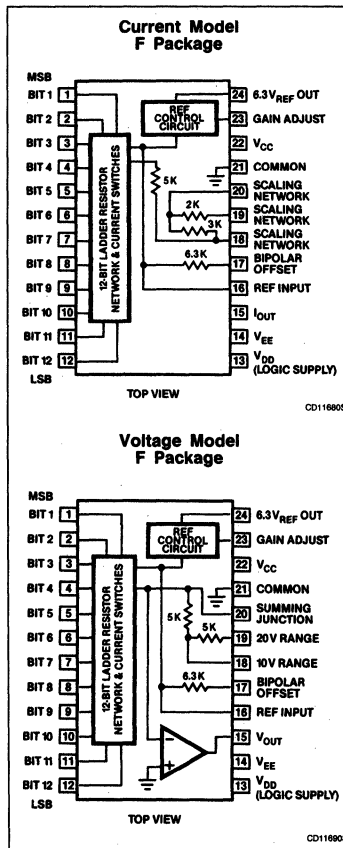 Current Model
F Package
MSB
BIT 1 1
BIT 2 2
BIT 3 3
BIT 4 4
BIT 5 5
BIT 6 6
BIT 7 7
BIT 8 8
BIT 9 9
BIT 10 10
BIT 11 11
BIT 12 12
LSB
12-BIT LADDER RESISTOR
NETWORK & CURRENT SWITCHES
REF
CONTROL
CIRCUIT
5K
2K
3K
6.3K
24 6.3VREF OUT
23 GAIN ADJUST
22 VCC
21 COMMON
20 SCALING
NETWORK
19 SCALING
NETWORK
18 SCALING
NETWORK
17 BIPOLAR
OFFSET
16 REF INPUT
15 IOUT
14 VEE
13 VDD
(LOGIC SUPPLY)
TOP VIEW
CD11680S
Voltage Model
F Package
MSB
BIT 1 1
BIT 2 2
BIT 3 3
BIT 4 4
BIT 5 5
BIT 6 6
BIT 7 7
BIT 8 8
BIT 9 9
BIT 10 10
BIT 11 11
BIT 12 12
LSB
12-BIT LADDER RESISTOR
NETWORK & CURRENT SWITCHES
REF
CONTROL
CIRCUIT
5K
5K
6.3K
−
+
24 6.3VREF OUT
23 GAIN ADJUST
22 VCC
21 COMMON
20 SUMMING
JUNCTION
19 20V RANGE
18 10V RANGE
17 BIPOLAR
OFFSET
16 REF INPUT
15 VOUT
14 VEE
13 VDD
(LOGIC SUPPLY)
TOP VIEW